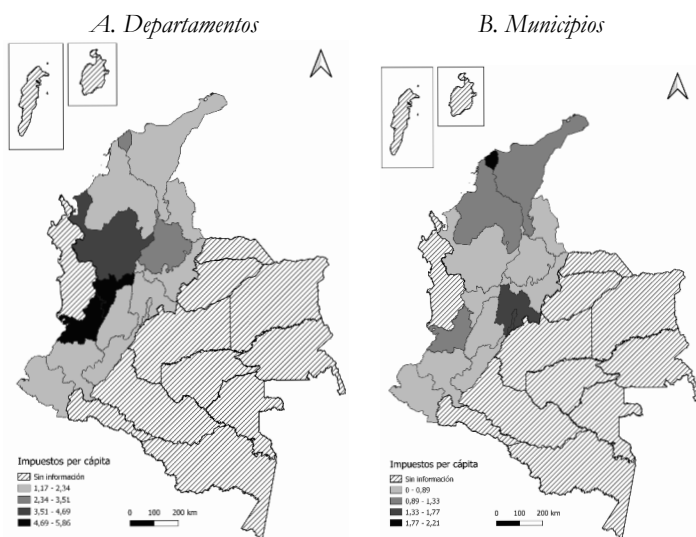 A. Departamentos
B. Municipios
Impuestos per cápita
Sin información
1,17 - 2,34
2,34 - 3,51
3,51 - 4,69
4,69 - 5,86
0 100 200 km
Impuestos per cápita
Sin información
0 - 0,89
0,89 - 1,33
1,33 - 1,77
1,77 - 2,21
0 100 200 km